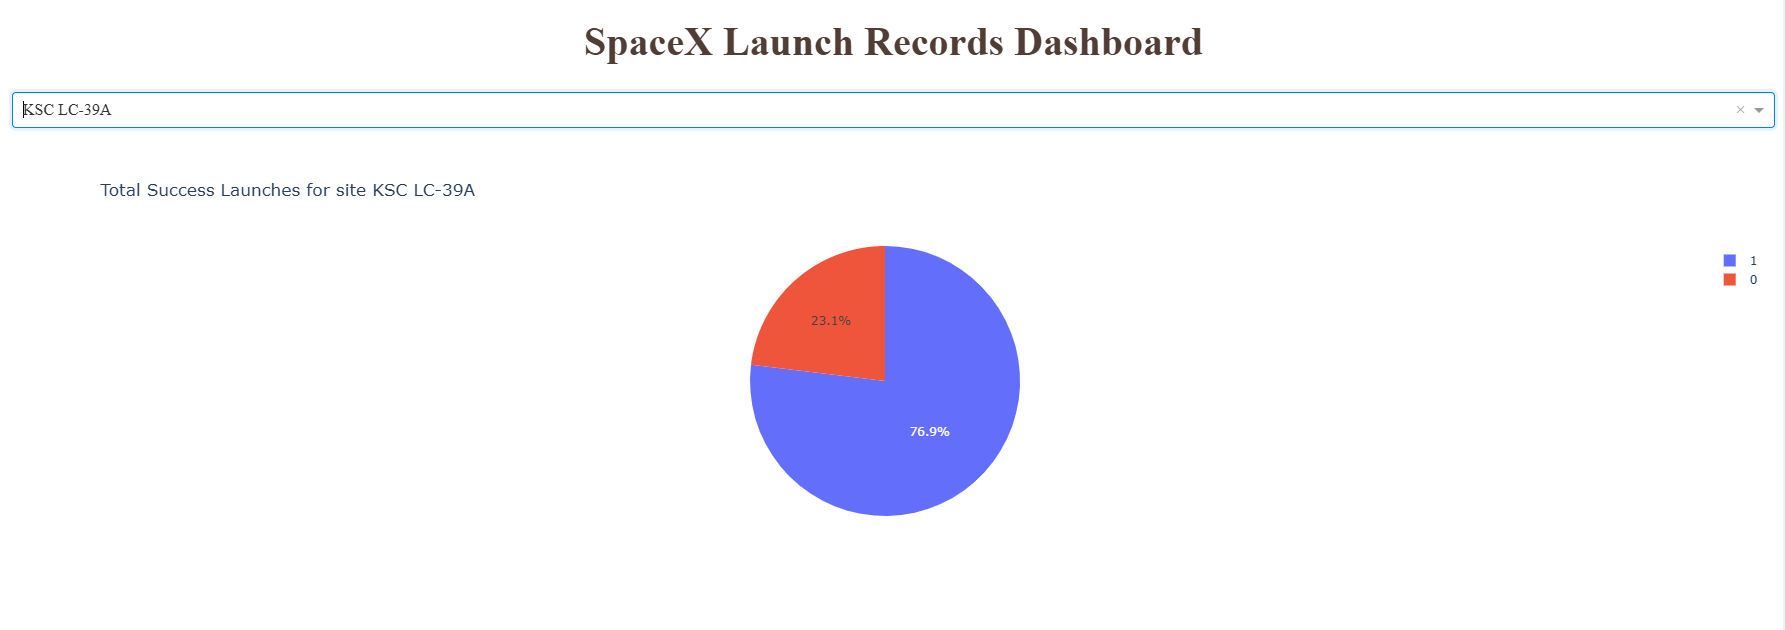 SpaceX Launch Records Dashboard
KSC LC-39A
Total Success Launches for site KSC LC-39A
1
0
23.1%
76.9%